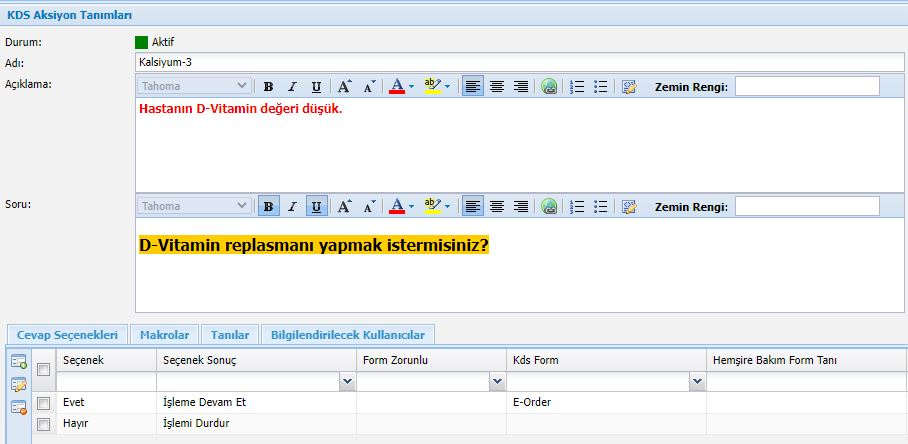 KDS Aksiyon Tanımları
Durum: Aktif
Adı: Kalsiyum-3
Açıklama: Tahoma B I U A A A ab Zemin Rengi:
Hastanın D-Vitamin değeri düşük.
Soru: Tahoma B I U A A A ab Zemin Rengi:
D-Vitamin replasmanı yapmak istermisiniz?
Cevap Seçenekleri Makrolar Tanılar Bilgilendirilecek Kullanıcılar
Seçenek Seçenek Sonuç Form Zorunlu Kds Form Hemşire Bakım Form Tanı
Evet İşleme Devam Et E-Order
Hayır İşlemi Durdur